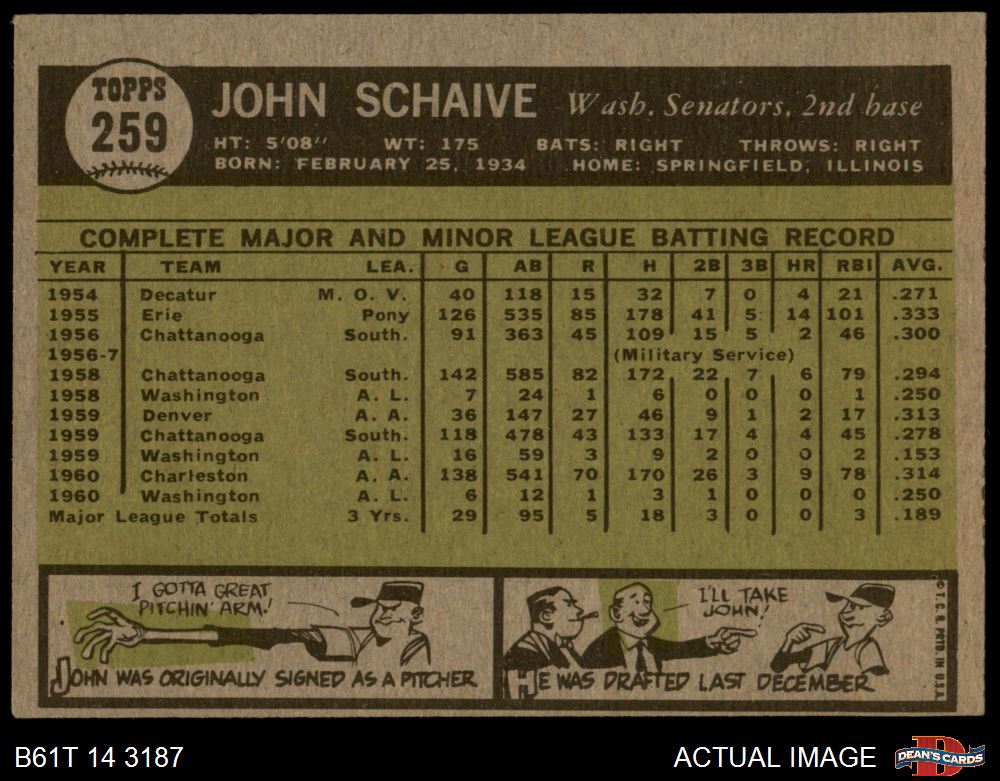 TOPPS
259
JOHN SCHAIVE Wash. Senators, 2nd base
HT: 5'08" WT: 175 BATS: RIGHT THROWS: RIGHT
BORN: FEBRUARY 25, 1934 HOME: SPRINGFIELD, ILLINOIS
COMPLETE MAJOR AND MINOR LEAGUE BATTING RECORD
YEAR TEAM LEA. G AB R H 2B 3B HR RBI AVG.
1954 Decatur M. O. V. 40 118 15 32 7 0 4 21 .271
1955 Erie Pony 126 535 85 178 41 5 14 101 .333
1956 Chattanooga South. 91 363 45 109 15 5 2 46 .300
1956-7 (Military Service)
1958 Chattanooga South. 142 585 82 172 22 7 6 79 .294
1958 Washington A. L. 7 24 1 6 0 0 0 1 .250
1959 Denver A. A. 36 147 27 46 9 1 2 17 .313
1959 Chattanooga South. 118 478 43 133 17 4 4 45 .278
1959 Washington A. L. 16 59 3 9 2 0 0 2 .153
1960 Charleston A. A. 138 541 70 170 26 3 9 78 .314
1960 Washington A. L. 6 12 1 3 1 0 0 0 .250
Major League Totals 3 Yrs. 29 95 5 18 3 0 0 3 .189
I GOTTA GREAT
PITCHIN' ARM!
JOHN WAS ORIGINALLY SIGNED AS A PITCHER
I'LL TAKE
JOHN!
HE WAS DRAFTED LAST DECEMBER
© T. C. G. PRTD. IN U.S.A.
B61T 14 3187
ACTUAL IMAGE
D
DEAN'S CARDS